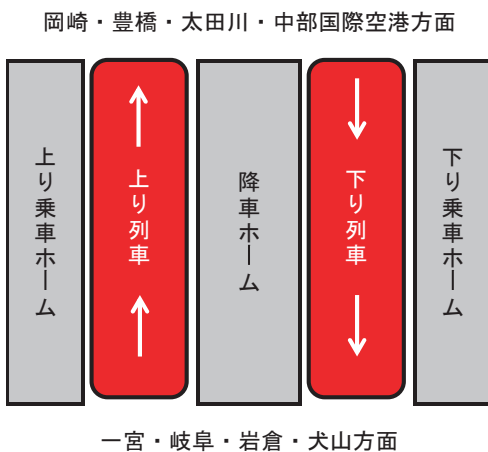 岡崎・豊橋・太田川・中部国際空港方面
上り乗車ホーム
上り列車
降車ホーム
下り列車
下り乗車ホーム
一宮・岐阜・岩倉・犬山方面